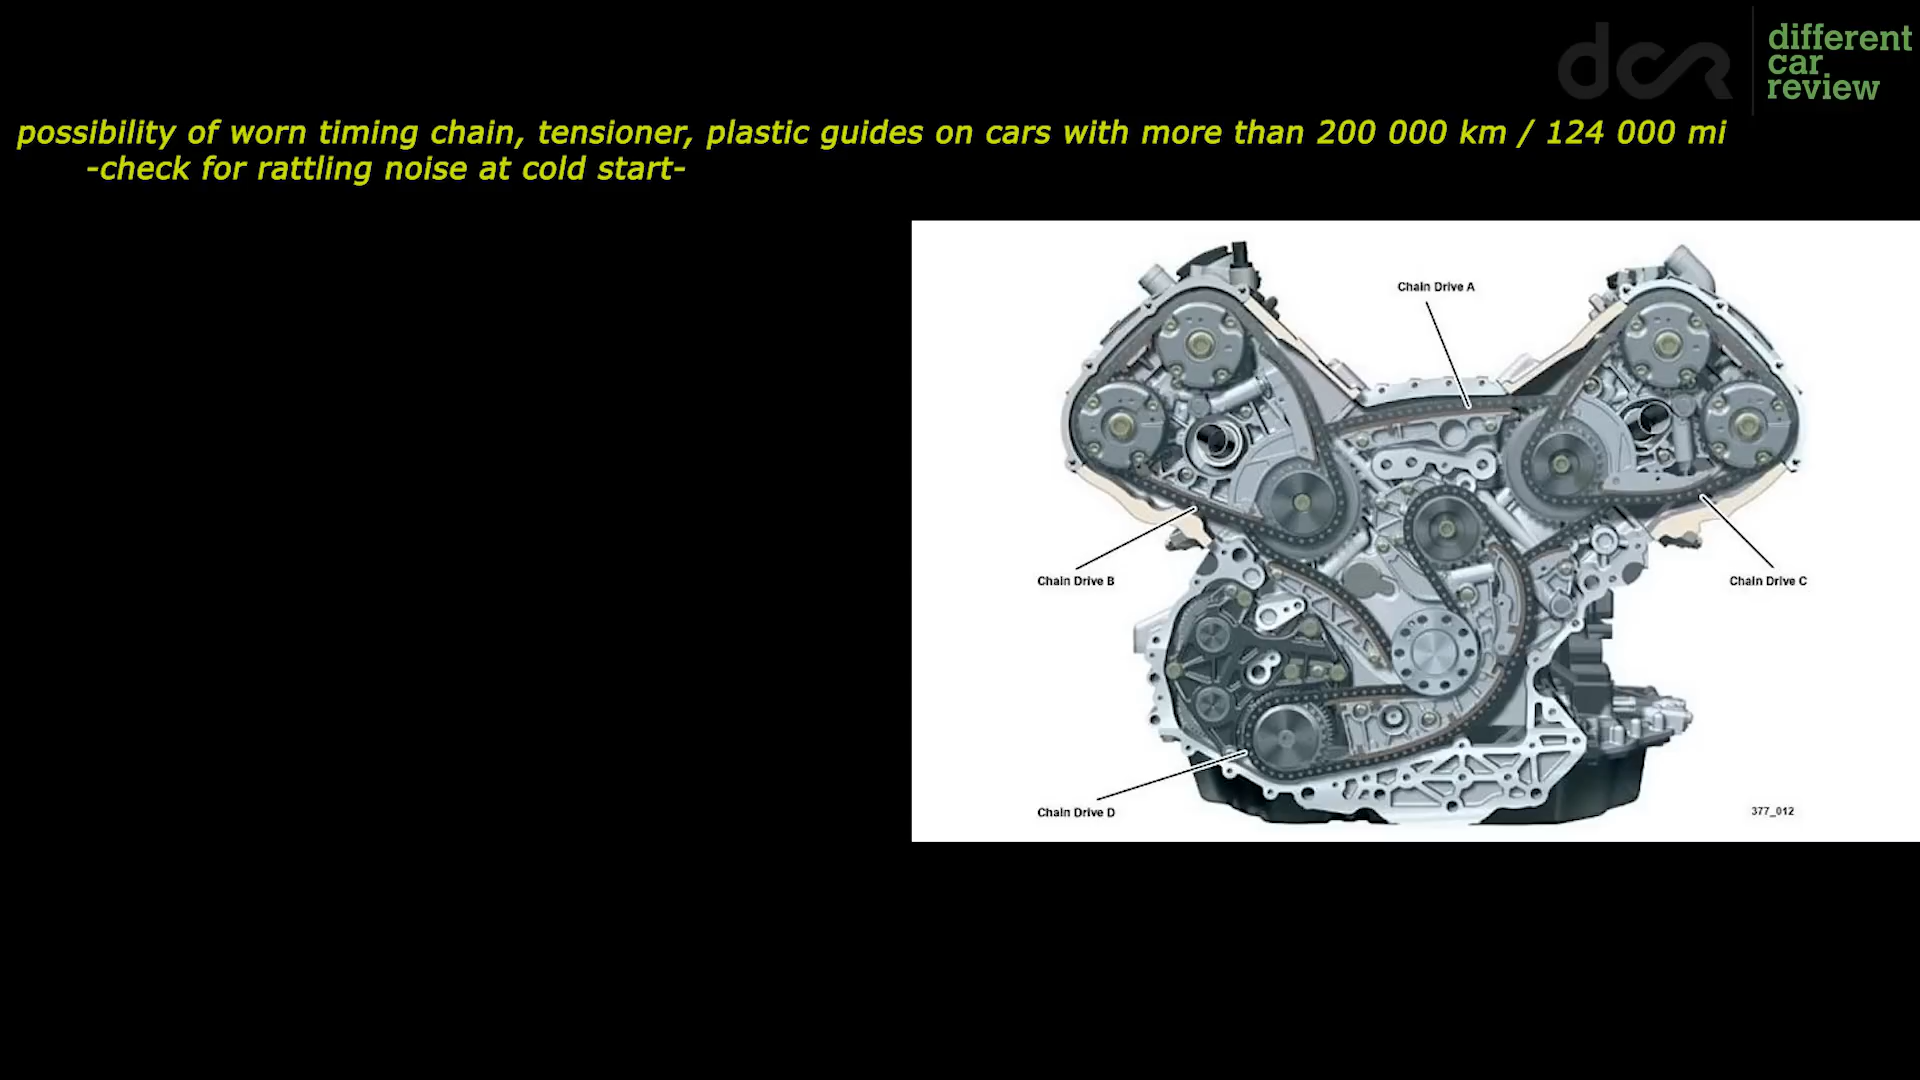 dcr
different
car
review
possibility of worn timing chain, tensioner, plastic guides on cars with more than 200 000 km / 124 000 mi
-check for rattling noise at cold start-
Chain Drive A
Chain Drive B
Chain Drive C
Chain Drive D
377_012